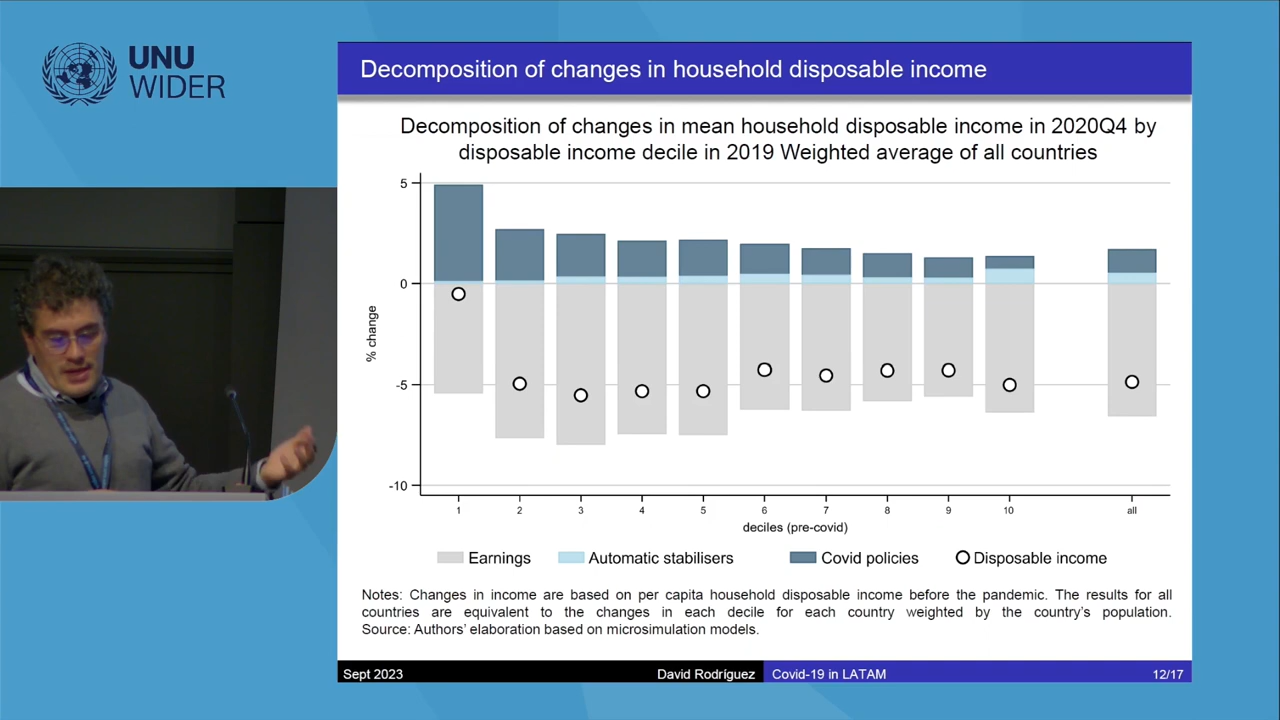 UNU
WIDER
Decomposition of changes in household disposable income
Decomposition of changes in mean household disposable income in 2020Q4 by
disposable income decile in 2019 Weighted average of all countries
5
0
-5
-10
% change
1 2 3 4 5 6 7 8 9 10 all
deciles (pre-covid)
Earnings Automatic stabilisers Covid policies Disposable income
Notes: Changes in income are based on per capita household disposable income before the pandemic. The results for all
countries are equivalent to the changes in each decile for each country weighted by the country's population.
Source: Authors' elaboration based on microsimulation models.
Sept 2023 David Rodríguez Covid-19 in LATAM 12/17